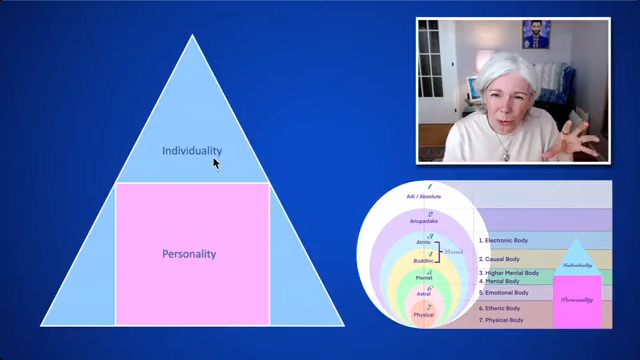 Individuality
Personality
1
Adi / Absolute
2
Anupadaka
3
Atmic
4
Buddhic
Monad
5
Mental
6
Astral
7
Physical
1. Electronic Body
2. Causal Body
3. Higher Mental Body
4. Mental Body
5. Emotional Body
6. Etheric Body
7. Physical Body
Individuality
Personality